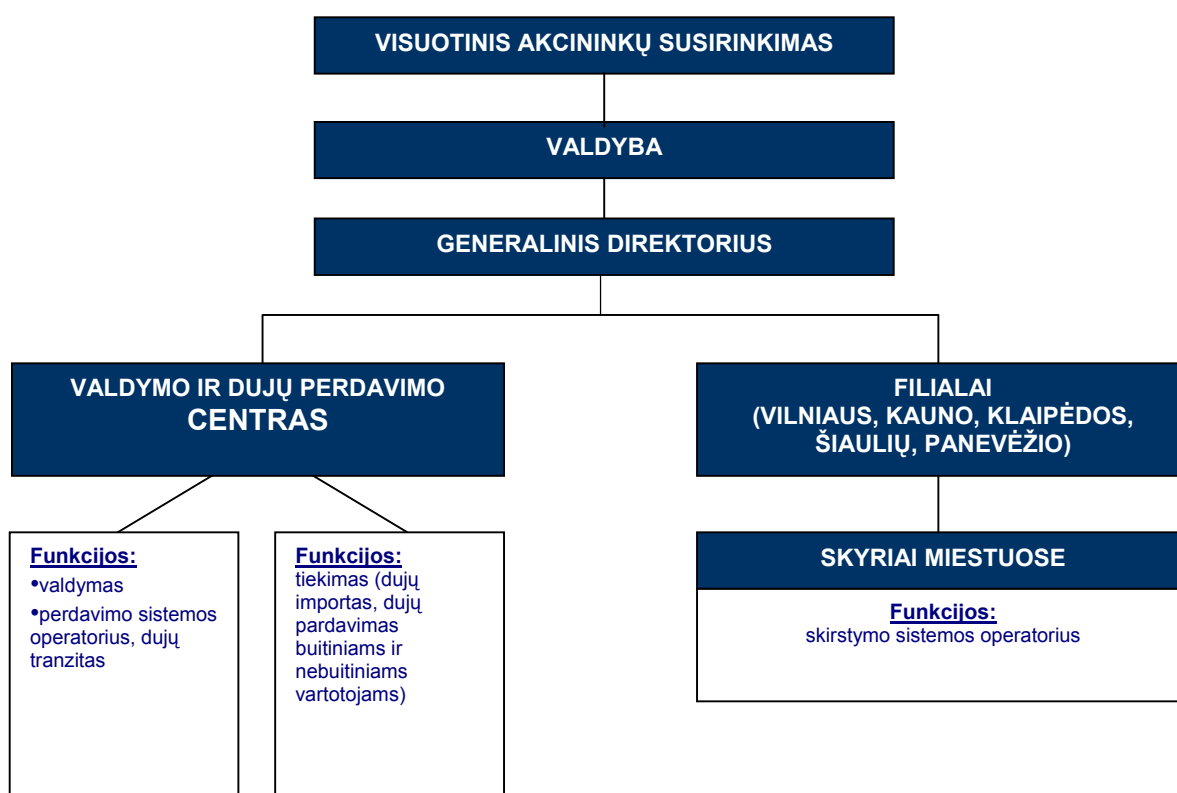 VISUOTINIS AKCININKŲ SUSIRINKIMAS
VALDYBA
GENERALINIS DIREKTORIUS
VALDYMO IR DUJŲ PERDAVIMO
CENTRAS
FILIALAI
(VILNIAUS, KAUNO, KLAIPĖDOS,
ŠIAULIŲ, PANEVĖŽIO)
Funkcijos:
•valdymas
•perdavimo sistemos
operatorius, dujų
tranzitas
Funkcijos:
tiekimas (dujų
importas, dujų
pardavimas
buitiniams ir
nebuitiniams
vartotojams)
SKYRIAI MIESTUOSE
Funkcijos:
skirstymo sistemos operatorius